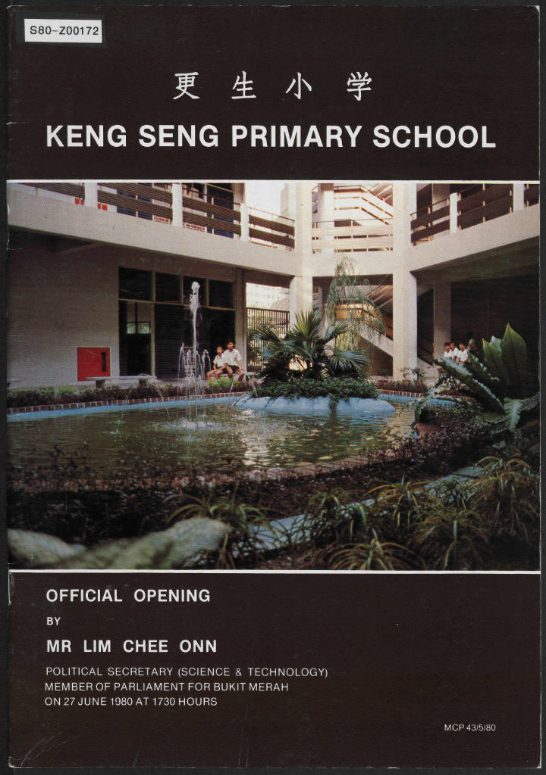 S80-Z00172
更生小学
KENG SENG PRIMARY SCHOOL
OFFICIAL OPENING
BY
MR LIM CHEE ONN
POLITICAL SECRETARY (SCIENCE & TECHNOLOGY)
MEMBER OF PARLIAMENT FOR BUKIT MERAH
ON 27 JUNE 1980 AT 1730 HOURS
MCP 43/5/80